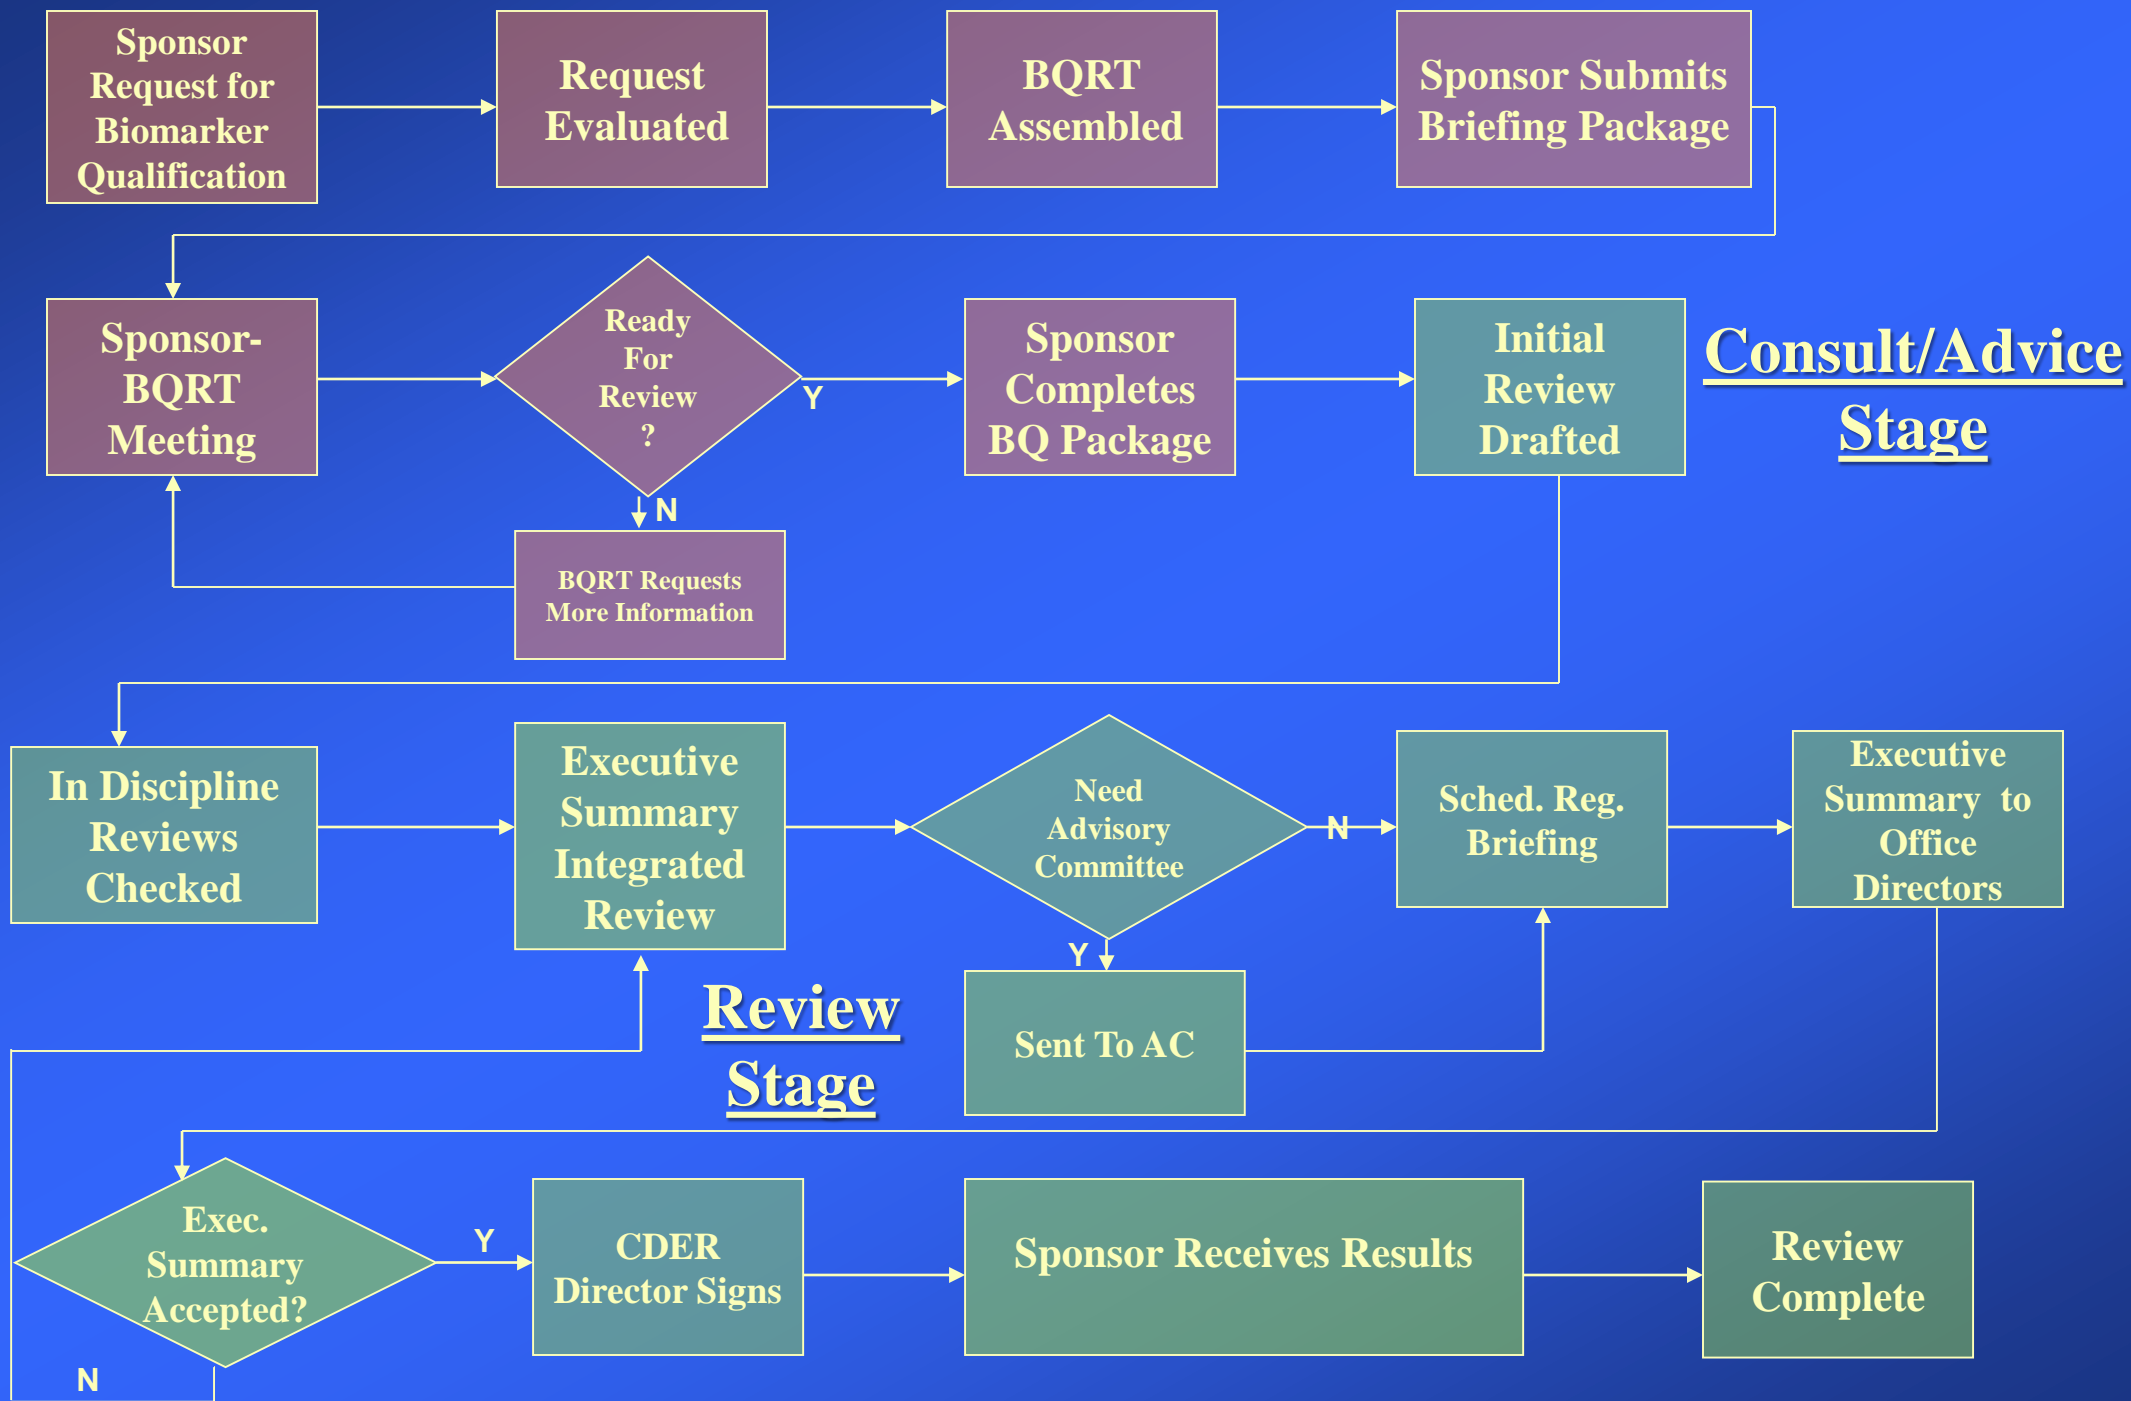 Sponsor
Request for
Biomarker
Qualification
Request
Evaluated
BQRT
Assembled
Sponsor Submits
Briefing Package
Sponsor-
BQRT
Meeting
Ready
For
Review
?
Y
N
BQRT Requests
More Information
Sponsor
Completes
BQ Package
Initial
Review
Drafted
Consult/Advice
Stage
In Discipline
Reviews
Checked
Executive
Summary
Integrated
Review
Need
Advisory
Committee
N
Y
Sched. Reg.
Briefing
Executive
Summary to
Office
Directors
Sent To AC
Review
Stage
Exec.
Summary
Accepted?
Y
N
CDER
Director Signs
Sponsor Receives Results
Review
Complete